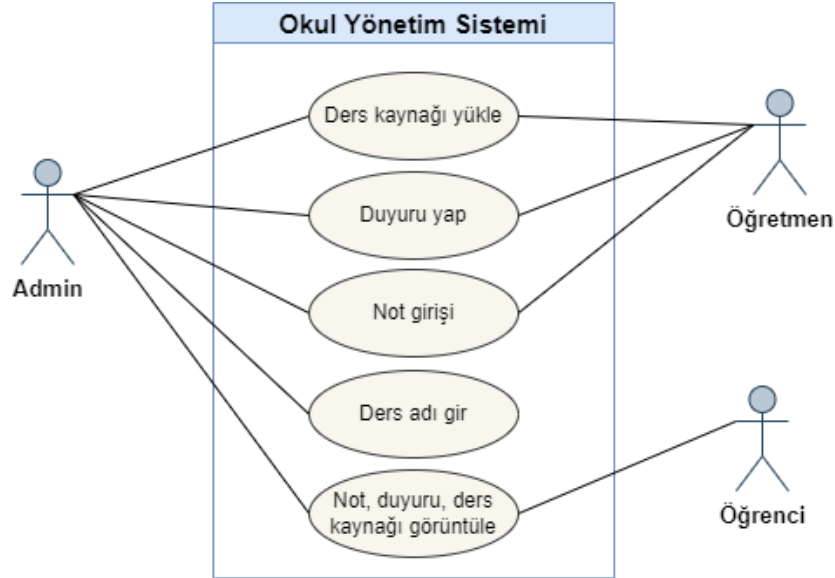 Okul Yönetim Sistemi
Ders kaynağı yükle
Duyuru yap
Öğretmen
Admin
Not girişi
Ders adı gir
Not, duyuru, ders
kaynağı görüntüle
Öğrenci